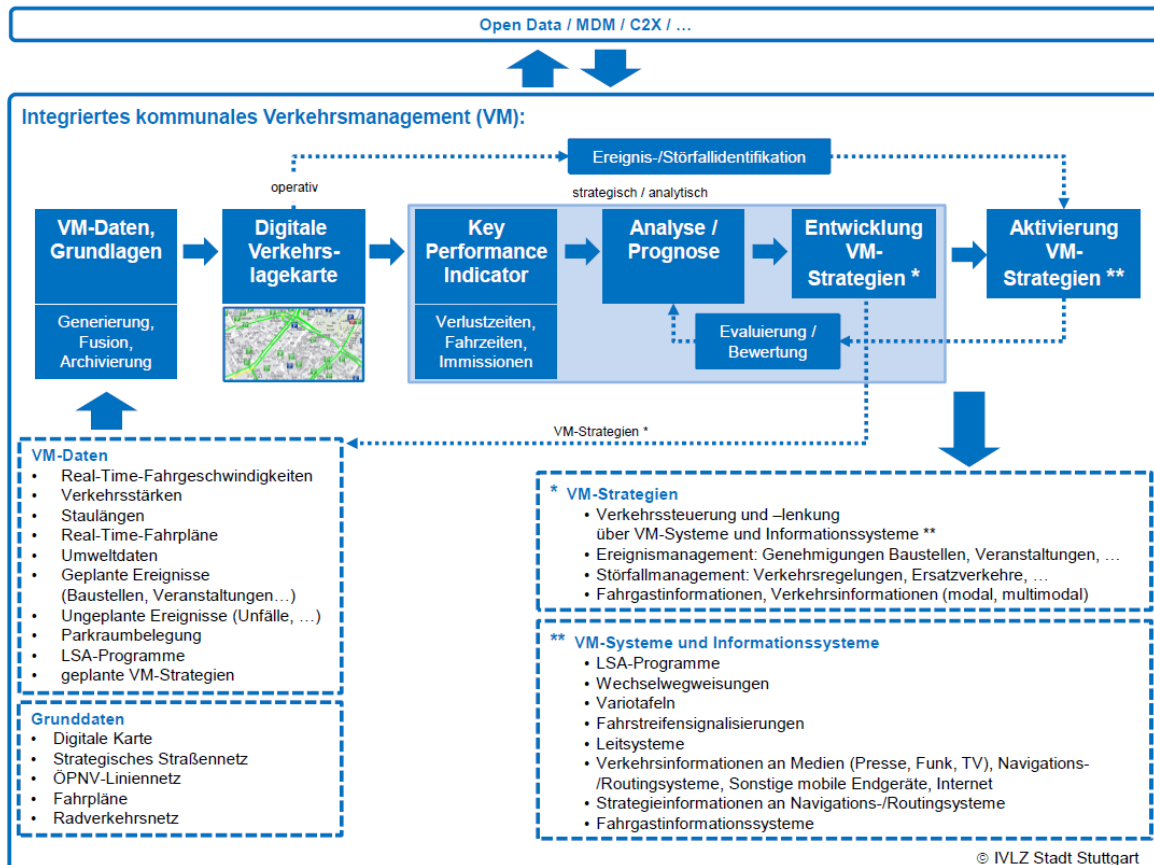 Open Data / MDM / C2X / …
Integriertes kommunales Verkehrsmanagement (VM):
Ereignis-/Störfallidentifikation
operativ
strategisch / analytisch
VM-Daten,
Grundlagen
Generierung,
Fusion,
Archivierung
Digitale
Verkehrs-
lagekarte
Key
Performance
Indicator
Verlustzeiten,
Fahrzeiten,
Immissionen
Analyse /
Prognose
Entwicklung
VM-
Strategien *
Aktivierung
VM-
Strategien **
Evaluierung /
Bewertung
VM-Strategien *
VM-Daten
• Real-Time-Fahrgeschwindigkeiten
• Verkehrsstärken
• Staulängen
• Real-Time-Fahrpläne
• Umweltdaten
• Geplante Ereignisse
(Baustellen, Veranstaltungen…)
• Ungeplante Ereignisse (Unfälle, …)
• Parkraumbelegung
• LSA-Programme
• geplante VM-Strategien
Grunddaten
• Digitale Karte
• Strategisches Straßennetz
• ÖPNV-Liniennetz
• Fahrpläne
• Radverkehrsnetz
* VM-Strategien
• Verkehrssteuerung und –lenkung
über VM-Systeme und Informationssysteme **
• Ereignismanagement: Genehmigungen Baustellen, Veranstaltungen, …
• Störfallmanagement: Verkehrsregelungen, Ersatzverkehre, …
• Fahrgastinformationen, Verkehrsinformationen (modal, multimodal)
** VM-Systeme und Informationssysteme
• LSA-Programme
• Wechselwegweisungen
• Variotafeln
• Fahrstreifensignalisierungen
• Leitsysteme
• Verkehrsinformationen an Medien (Presse, Funk, TV), Navigations-
/Routingsysteme, Sonstige mobile Endgeräte, Internet
• Strategieinformationen an Navigations-/Routingsysteme
• Fahrgastinformationssysteme
© IVLZ Stadt Stuttgart